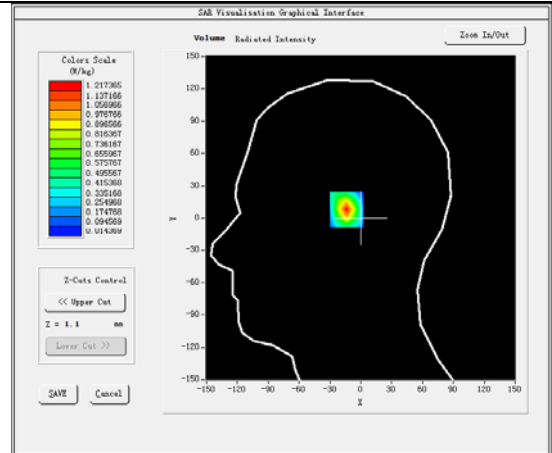 SAR Visualisation Graphical Interface
Volume Radiated Intensity
Zoom In/Out
Colors Scale
(W/kg)
1.217365
1.137166
1.056966
0.976766
0.896566
0.816367
0.736167
0.655967
0.575767
0.495567
0.415368
0.335168
0.254968
0.174768
0.094569
0.014369
Z-Cuts Control
<< Upper Cut
Z = 1.1 mm
Lower Cut >>
SAVE
Cancel
150
120
90
60
30
0
-30
-60
-90
-120
-150
Y
-150 -120 -90 -60 -30 0 30 60 90 120 150
X